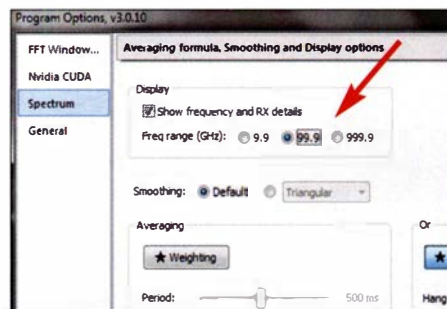 Program Options, v3.0.10
FFT Window...
Nvidia CUDA
Spectrum
General
Averaging formula, Smoothing and Display options
Display
Show frequency and RX details
Freq range (GHz): 9.9 99.9 999.9
Smoothing: Default Triangular
Averaging
★ Weighting
Period: 500 ms
Or
★
Hang